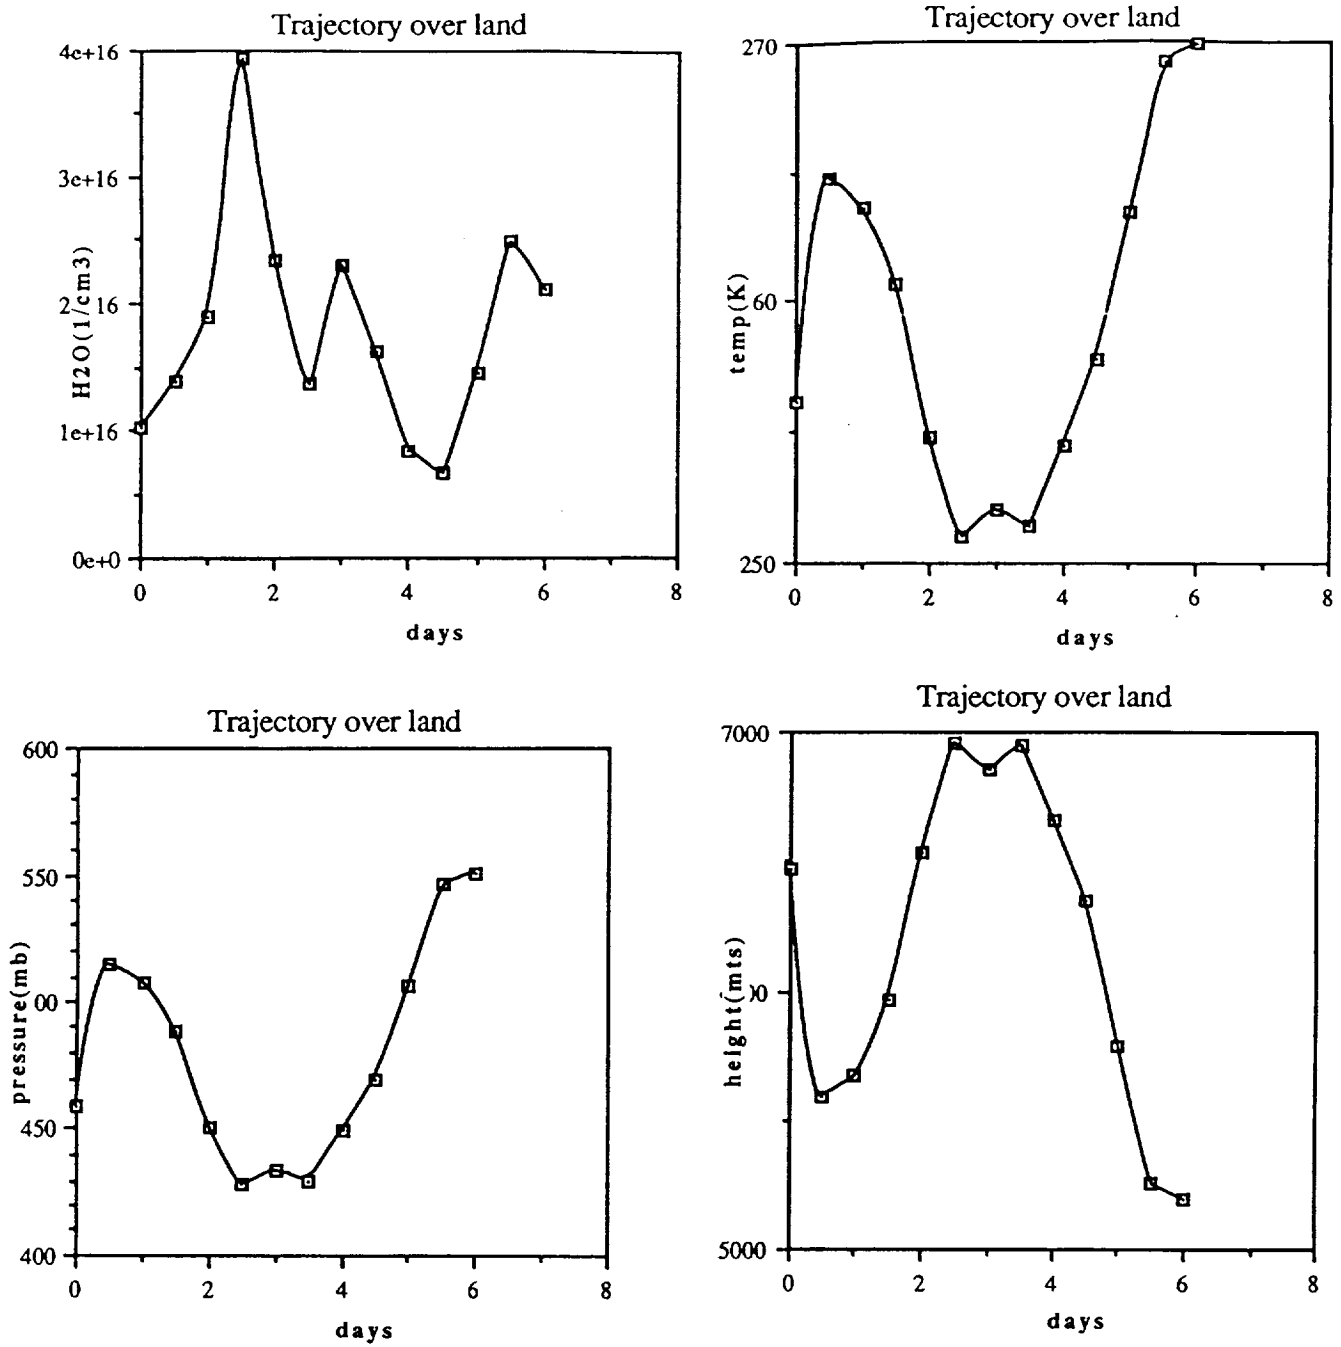 Trajectory over land
4e+16
3e+16
2e+16
1e+16
0e+0
H2O(1/cm3)
0 2 4 6 8
days
Trajectory over land
270
60
250
temp(K)
0 2 4 6 8
days
Trajectory over land
600
550
00
450
400
pressure(mb)
0 2 4 6 8
days
Trajectory over land
7000
00
5000
height(mts)
0 2 4 6 8
days